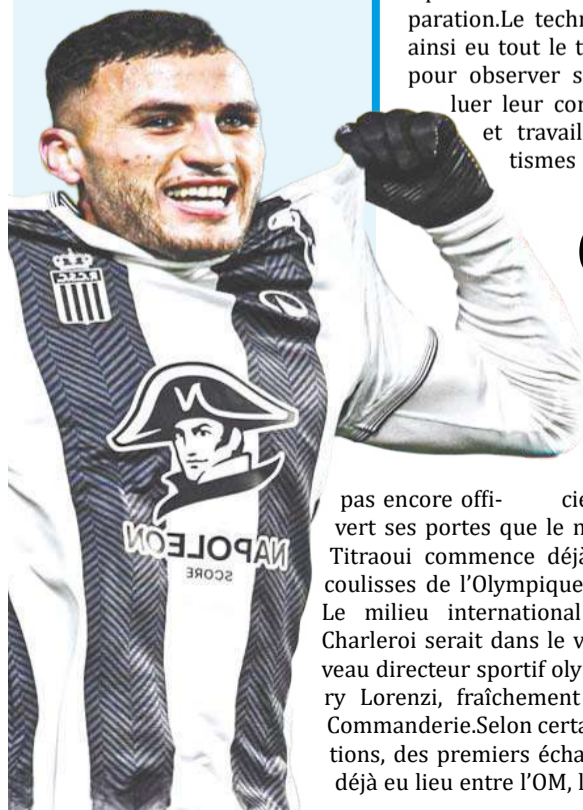 paration.Le techn
ainsi eu tout le t
pour observer s
luer leur con
et travail
tismes
R.C.S.C.
NAPOLEON
SCORE
pas encore offi- cie
vert ses portes que le n
Titraoui commence déjà
coulisses de l'Olympique
Le milieu international
Charleroi serait dans le v
veau directeur sportif oly
ry Lorenzi, fraîchement
Commanderie.Selon certa
tions, des premiers écha
déjà eu lieu entre l'OM, l